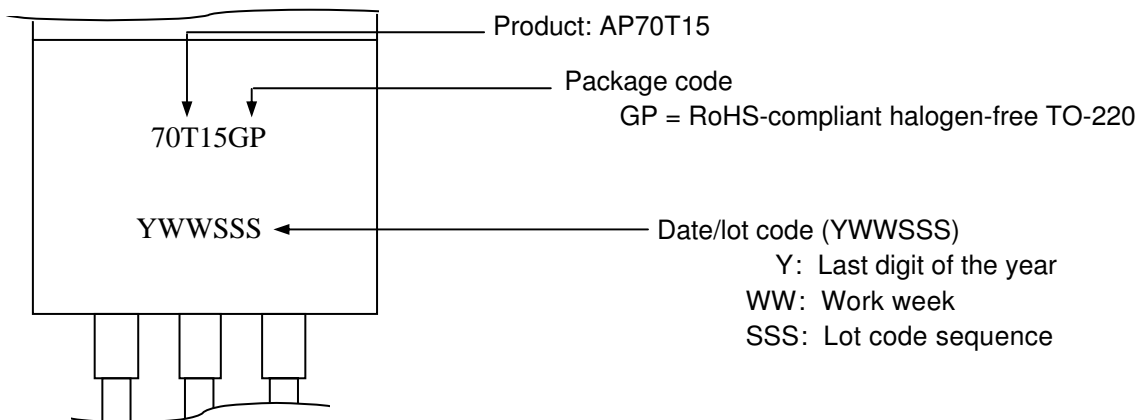 Product: AP70T15
Package code
GP = RoHS-compliant halogen-free TO-220
70T15GP
YWWSSS
Date/lot code (YWWSSS)
Y: Last digit of the year
WW: Work week
SSS: Lot code sequence